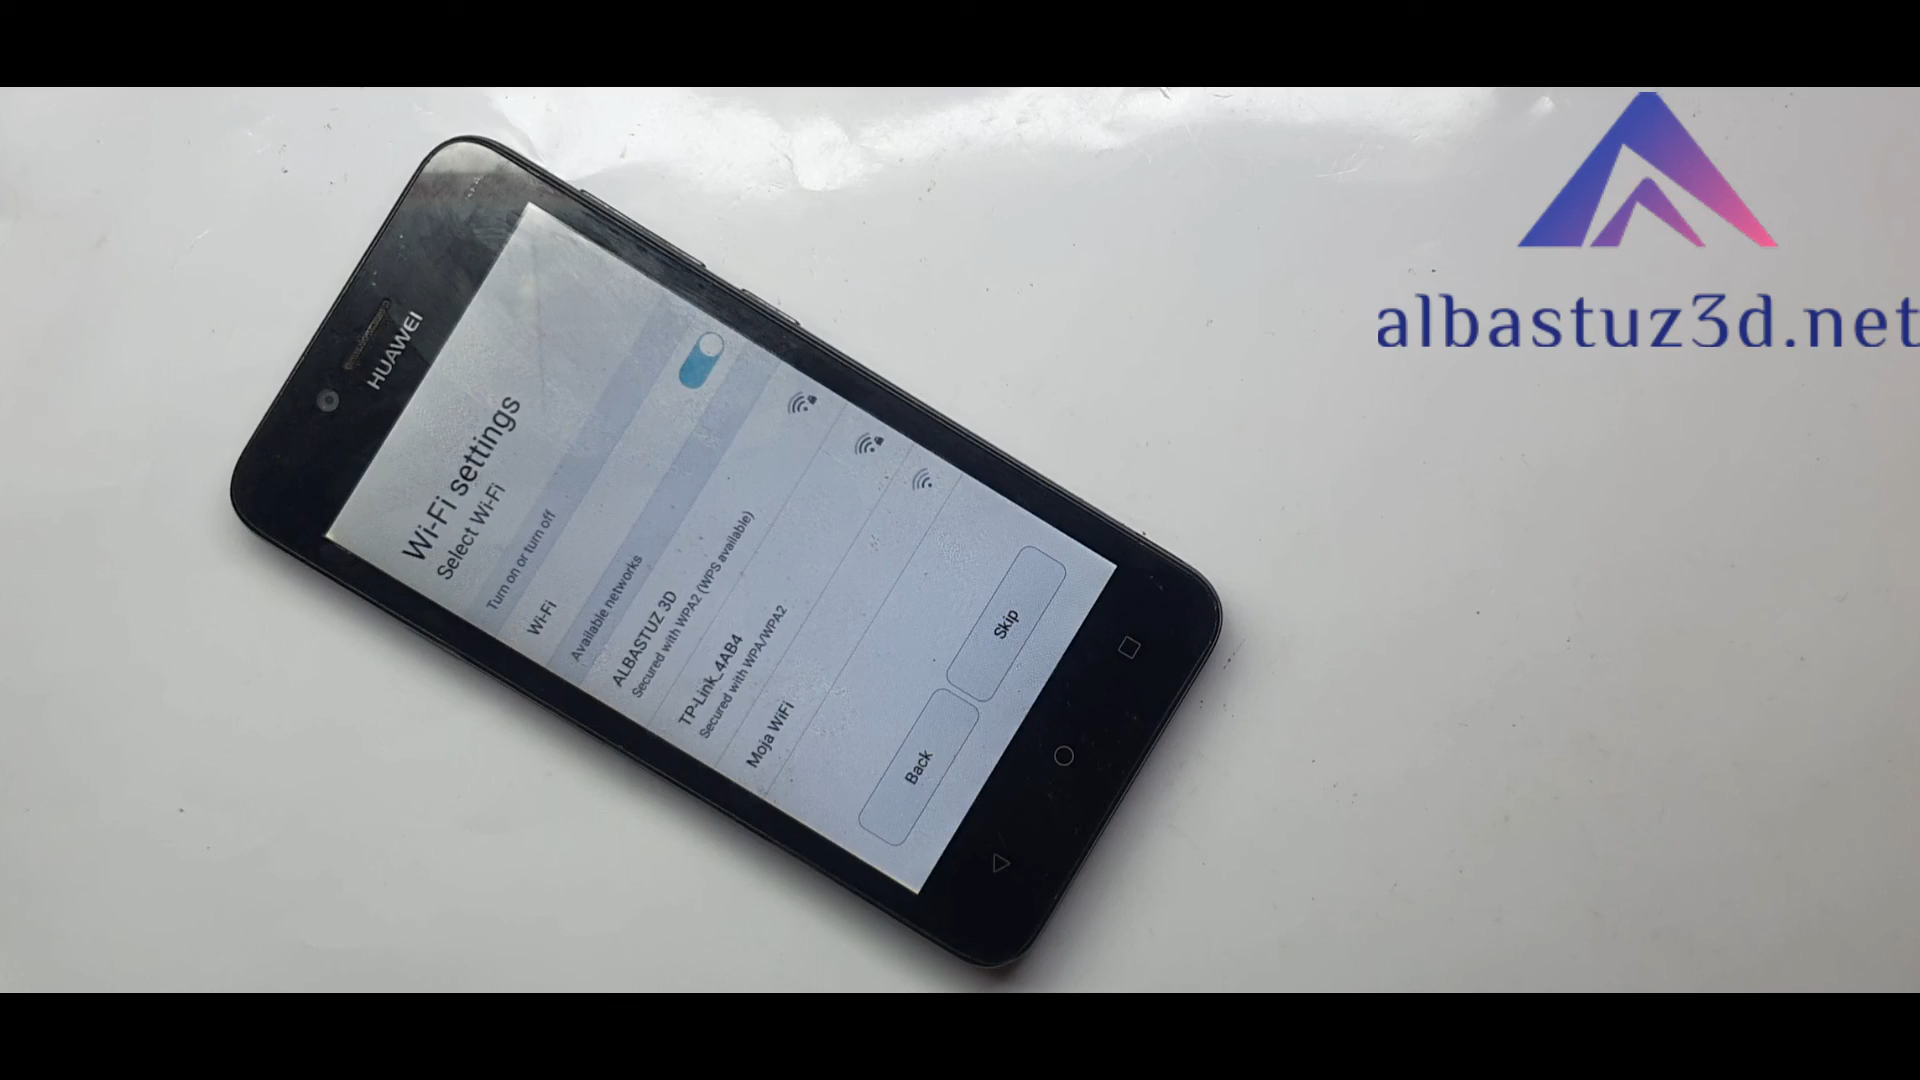 albastuz3d.net
HUAWEI
Wi-Fi settings
Select Wi-Fi
Turn on or turn off
Wi-Fi
Available networks
ALBASTUZ 3D
Secured with WPA2 (WPS available)
TP-Link_4AB4
Secured with WPA/WPA2
Moja WiFi
Back
Skip